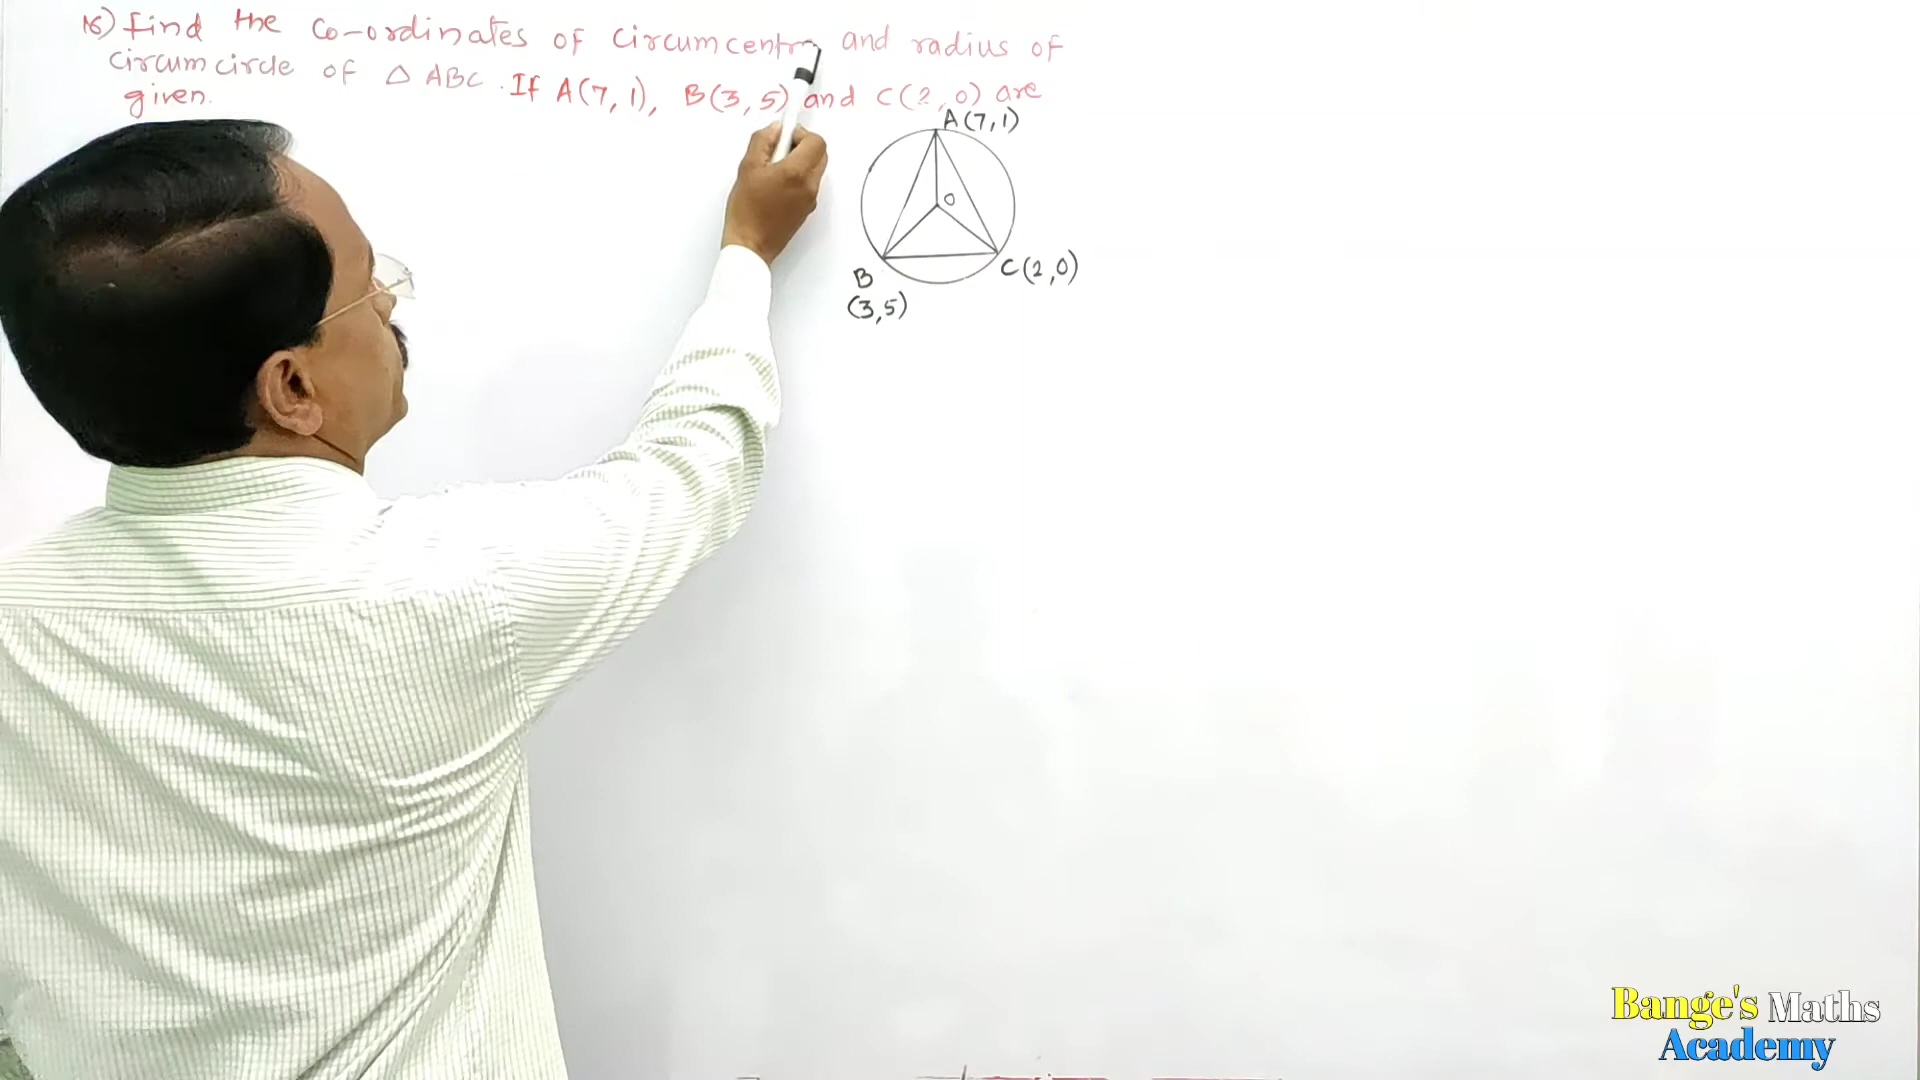 16) Find the co-ordinates of circumcentre and radius of
circumcircle of △ ABC. If A(7, 1), B(3, 5) and C(2, 0) are
given.
A(7,1)
O
C(2,0)
B
(3,5)
Bange's Maths
Academy